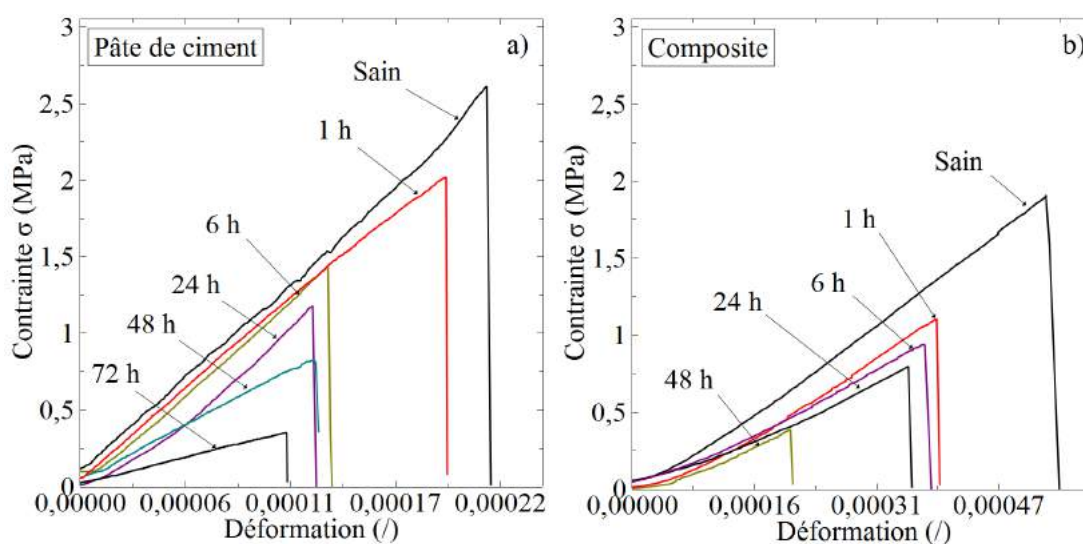 Pâte de ciment
a)
3
2,5
2
1,5
1
0,5
0
Contrainte σ (MPa)
Sain
1 h
6 h
24 h
48 h
72 h
0,00000
0,00006
0,00011
0,00017
0,00022
Déformation (/)
Composite
b)
3
2,5
2
1,5
1
0,5
0
Contrainte σ (MPa)
Sain
1 h
6 h
24 h
48 h
0,00000
0,00016
0,00031
0,00047
Déformation (/)